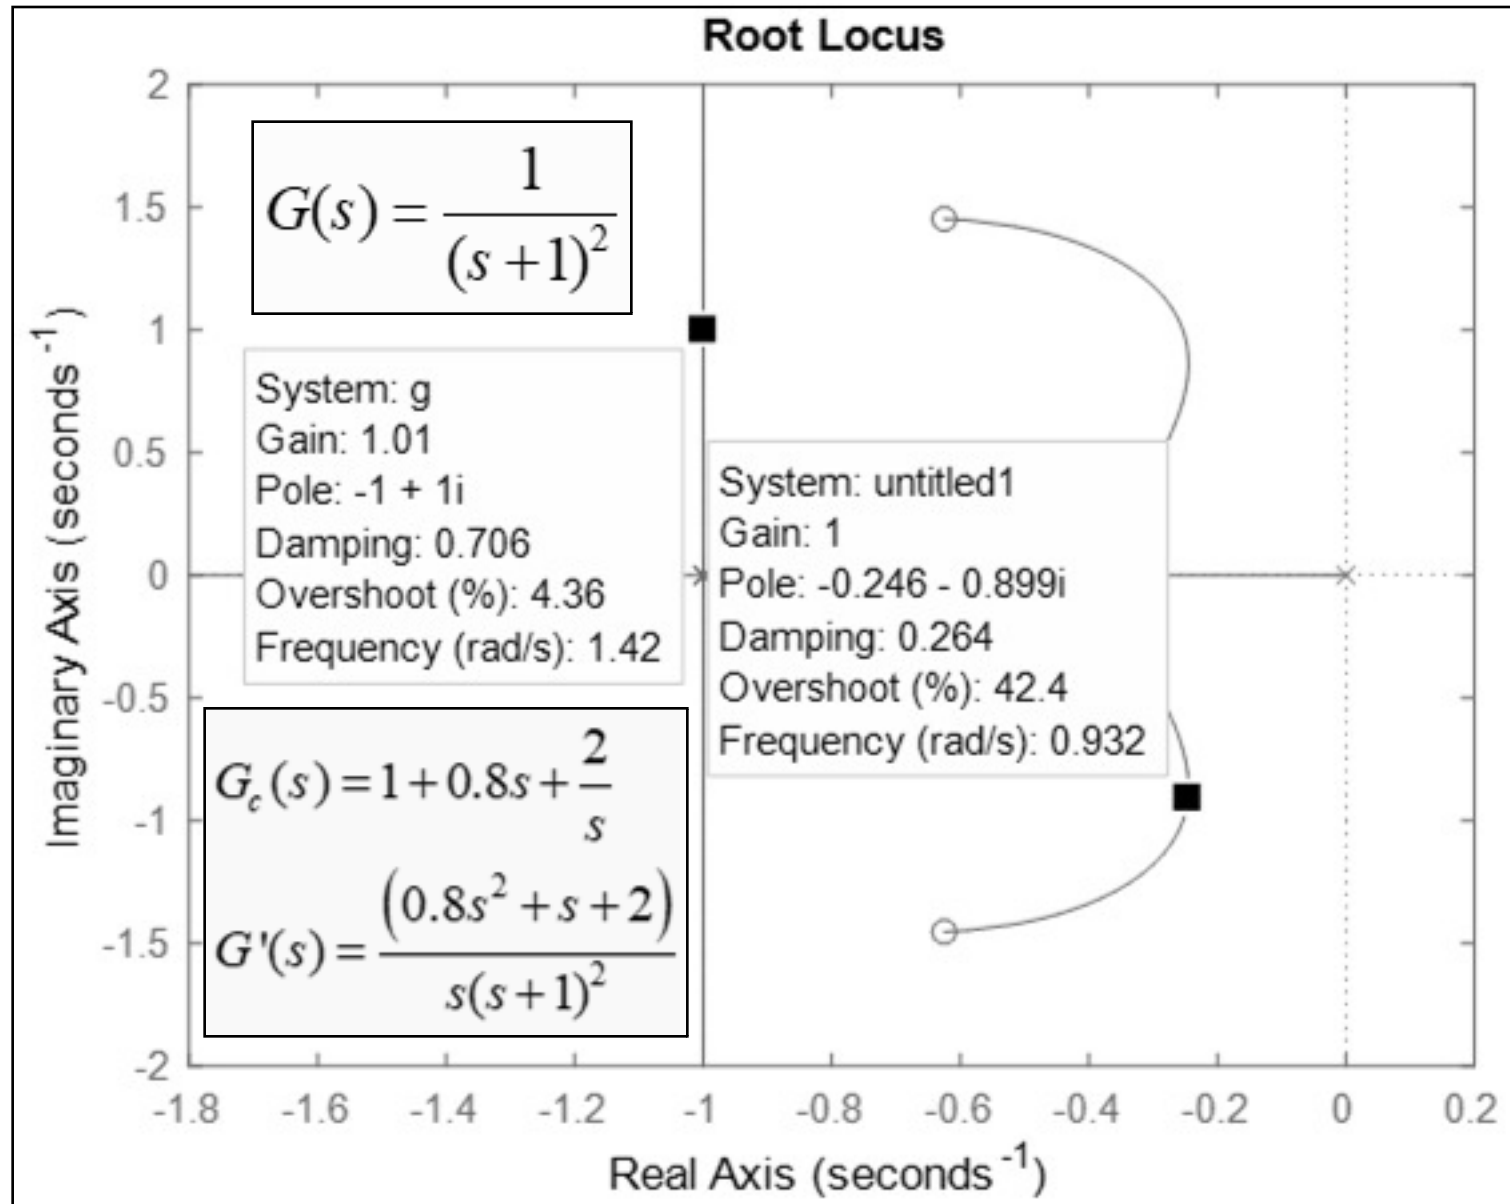 Root Locus
Imaginary Axis (seconds⁻¹)
2
1.5
1
0.5
0
-0.5
-1
-1.5
-2
G(s) = 1/(s+1)²
System: g
Gain: 1.01
Pole: -1 + 1i
Damping: 0.706
Overshoot (%): 4.36
Frequency (rad/s): 1.42
System: untitled1
Gain: 1
Pole: -0.246 - 0.899i
Damping: 0.264
Overshoot (%): 42.4
Frequency (rad/s): 0.932
G_c(s) = 1+0.8s+2/s
G'(s) = (0.8s²+s+2)/s(s+1)²
-1.8 -1.6 -1.4 -1.2 -1 -0.8 -0.6 -0.4 -0.2 0 0.2
Real Axis (seconds⁻¹)